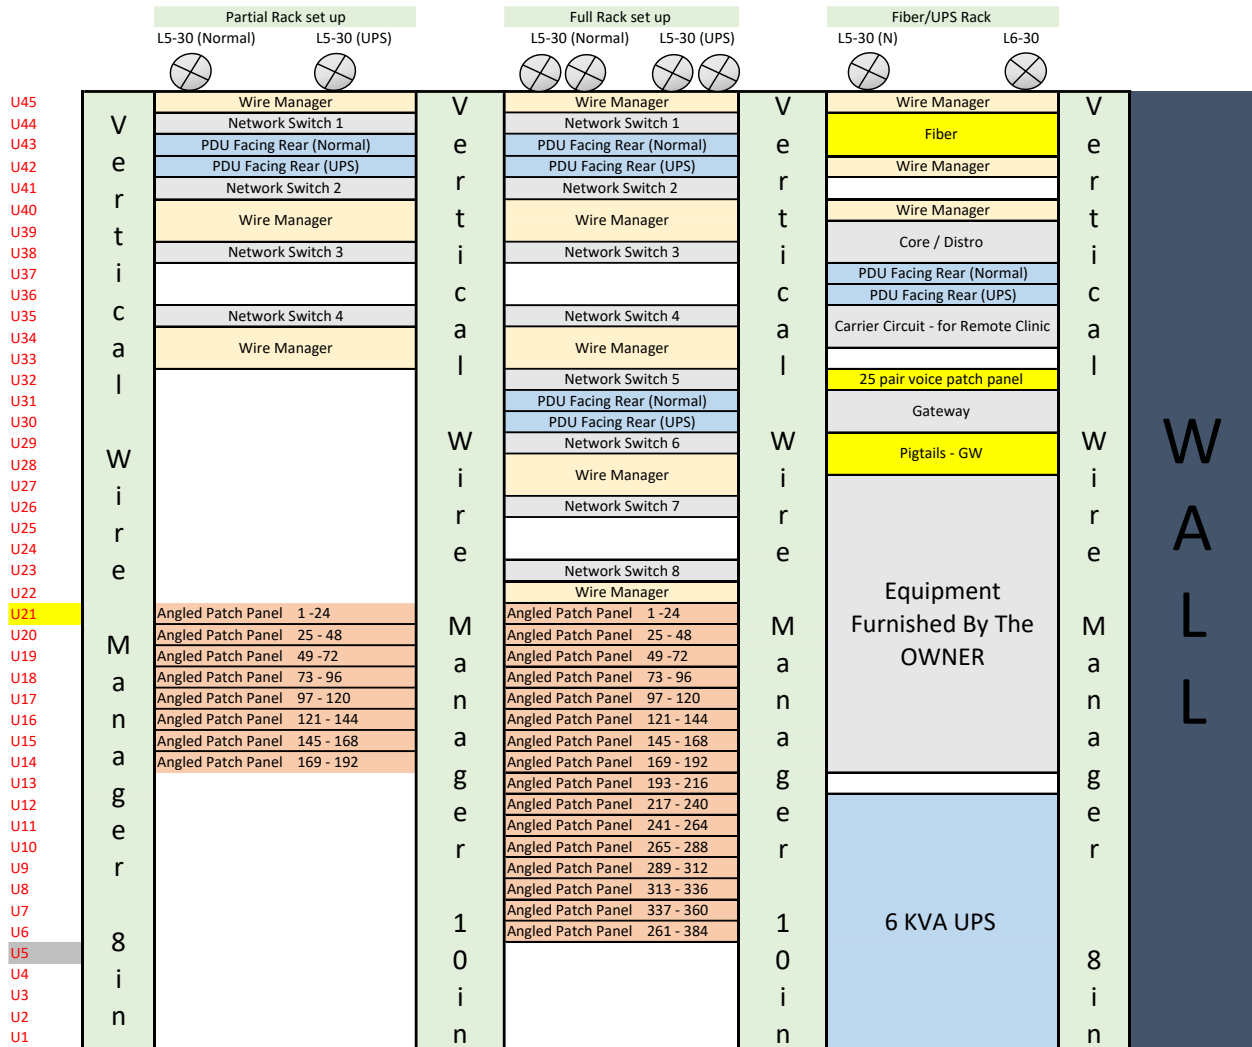 Partial Rack set up
Full Rack set up
Fiber/UPS Rack
L5-30 (Normal)
L5-30 (UPS)
L5-30 (Normal)
L5-30 (UPS)
L5-30 (N)
L6-30
U45
U44
U43
U42
U41
U40
U39
U38
U37
U36
U35
U34
U33
U32
U31
U30
U29
U28
U27
U26
U25
U24
U23
U22
U21
U20
U19
U18
U17
U16
U15
U14
U13
U12
U11
U10
U9
U8
U7
U6
U5
U4
U3
U2
U1
Vertical Wire Manager 8in
Wire Manager
Network Switch 1
PDU Facing Rear (Normal)
PDU Facing Rear (UPS)
Network Switch 2
Wire Manager
Network Switch 3
Network Switch 4
Wire Manager
Angled Patch Panel 1 -24
Angled Patch Panel 25 - 48
Angled Patch Panel 49 -72
Angled Patch Panel 73 - 96
Angled Patch Panel 97 - 120
Angled Patch Panel 121 - 144
Angled Patch Panel 145 - 168
Angled Patch Panel 169 - 192
Vertical Wire Manager 10in
Wire Manager
Network Switch 1
PDU Facing Rear (Normal)
PDU Facing Rear (UPS)
Network Switch 2
Wire Manager
Network Switch 3
Network Switch 4
Wire Manager
Network Switch 5
PDU Facing Rear (Normal)
PDU Facing Rear (UPS)
Network Switch 6
Wire Manager
Network Switch 7
Network Switch 8
Wire Manager
Angled Patch Panel 1 -24
Angled Patch Panel 25 - 48
Angled Patch Panel 49 -72
Angled Patch Panel 73 - 96
Angled Patch Panel 97 - 120
Angled Patch Panel 121 - 144
Angled Patch Panel 145 - 168
Angled Patch Panel 169 - 192
Angled Patch Panel 193 - 216
Angled Patch Panel 217 - 240
Angled Patch Panel 241 - 264
Angled Patch Panel 265 - 288
Angled Patch Panel 289 - 312
Angled Patch Panel 313 - 336
Angled Patch Panel 337 - 360
Angled Patch Panel 261 - 384
Vertical Wire Manager 10in
Wire Manager
Fiber
Wire Manager
Wire Manager
Core / Distro
PDU Facing Rear (Normal)
PDU Facing Rear (UPS)
Carrier Circuit - for Remote Clinic
25 pair voice patch panel
Gateway
Pigtails - GW
Equipment
Furnished By The
OWNER
6 KVA UPS
Vertical Wire Manager 8in
WALL